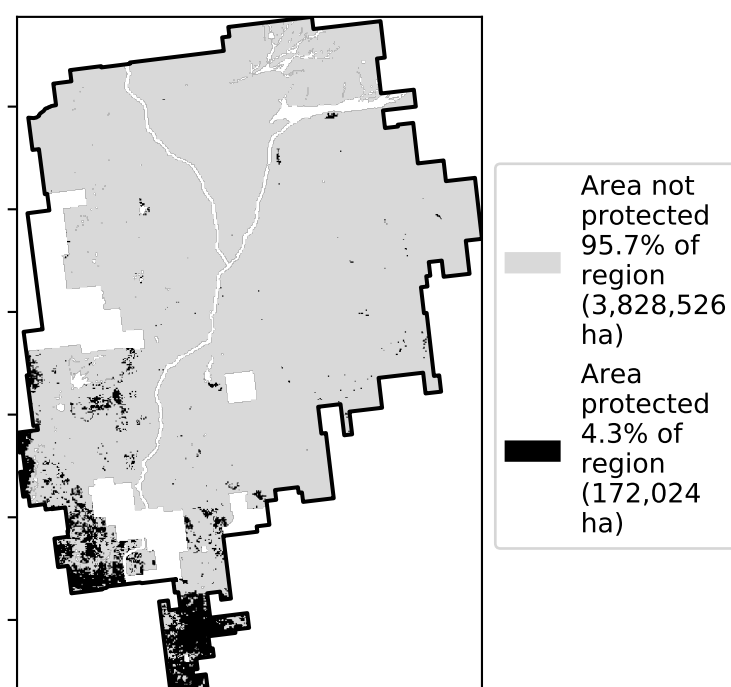 Area not
protected
95.7% of
region
(3,828,526
ha)
Area
protected
4.3% of
region
(172,024
ha)